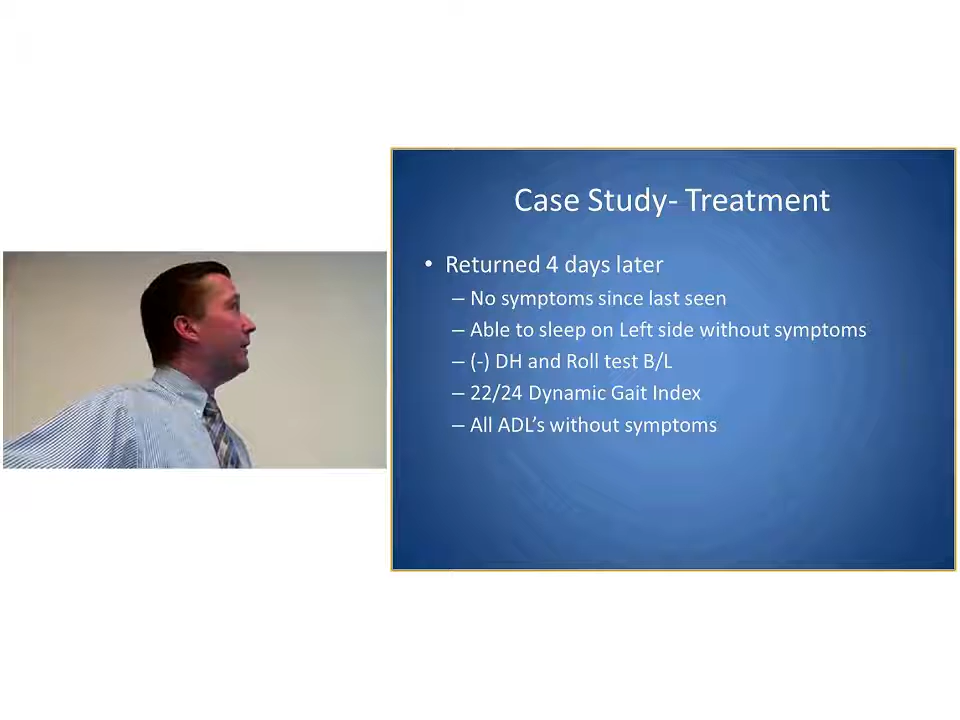 Case Study- Treatment
• Returned 4 days later
– No symptoms since last seen
– Able to sleep on Left side without symptoms
– (-) DH and Roll test B/L
– 22/24 Dynamic Gait Index
– All ADL’s without symptoms